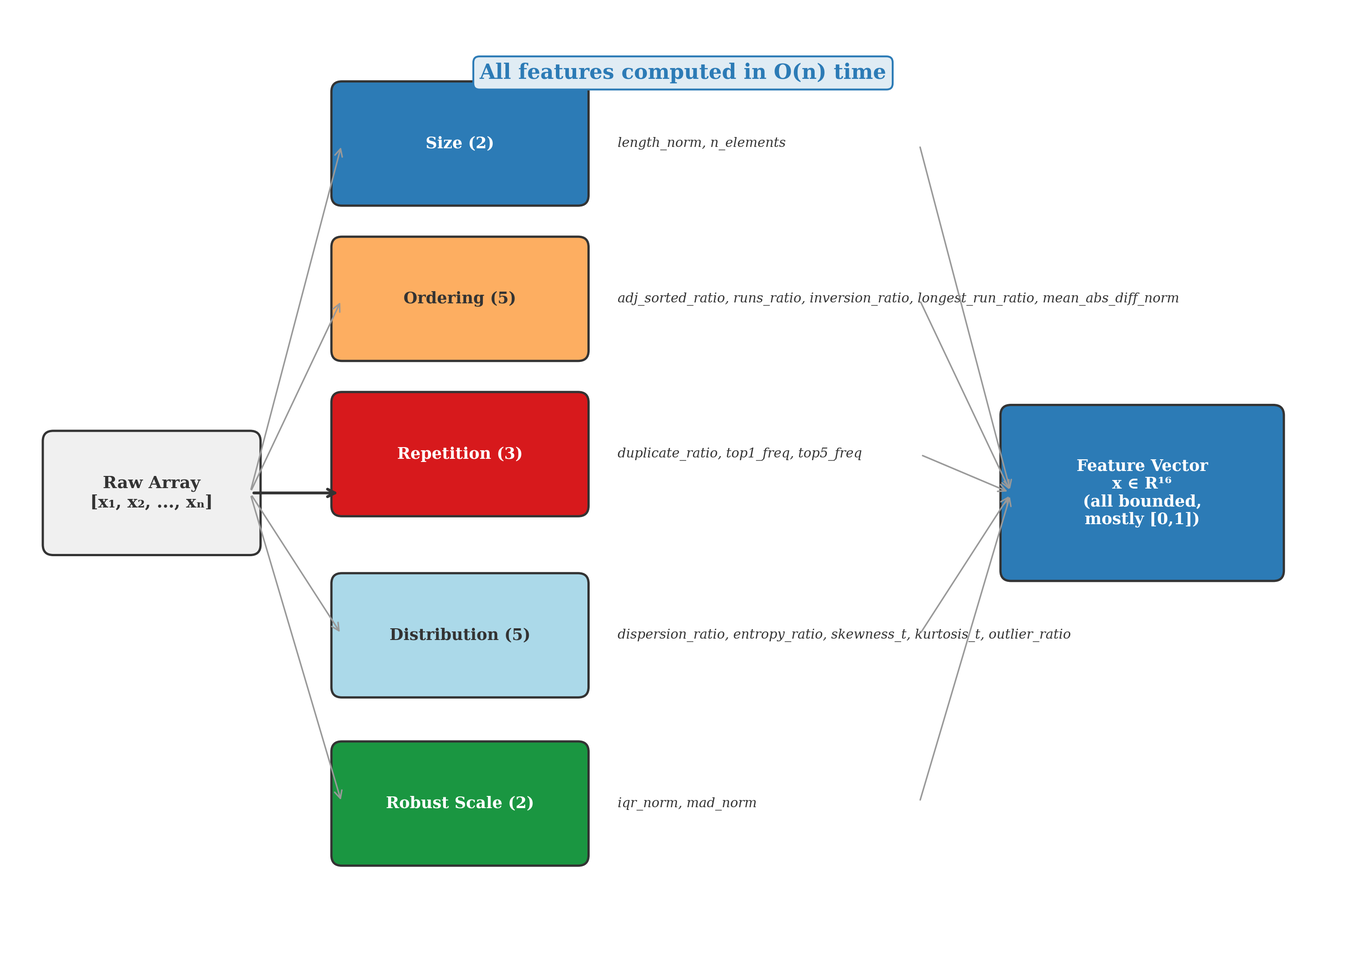 All features computed in O(n) time
Size (2)
length_norm, n_elements
Ordering (5)
adj_sorted_ratio, runs_ratio, inversion_ratio, longest_run_ratio, mean_abs_diff_norm
Repetition (3)
duplicate_ratio, top1_freq, top5_freq
Raw Array
[x₁, x₂, ..., xₙ]
Feature Vector
x ∈ R¹⁶
(all bounded,
mostly [0,1])
Distribution (5)
dispersion_ratio, entropy_ratio, skewness_t, kurtosis_t, outlier_ratio
Robust Scale (2)
iqr_norm, mad_norm